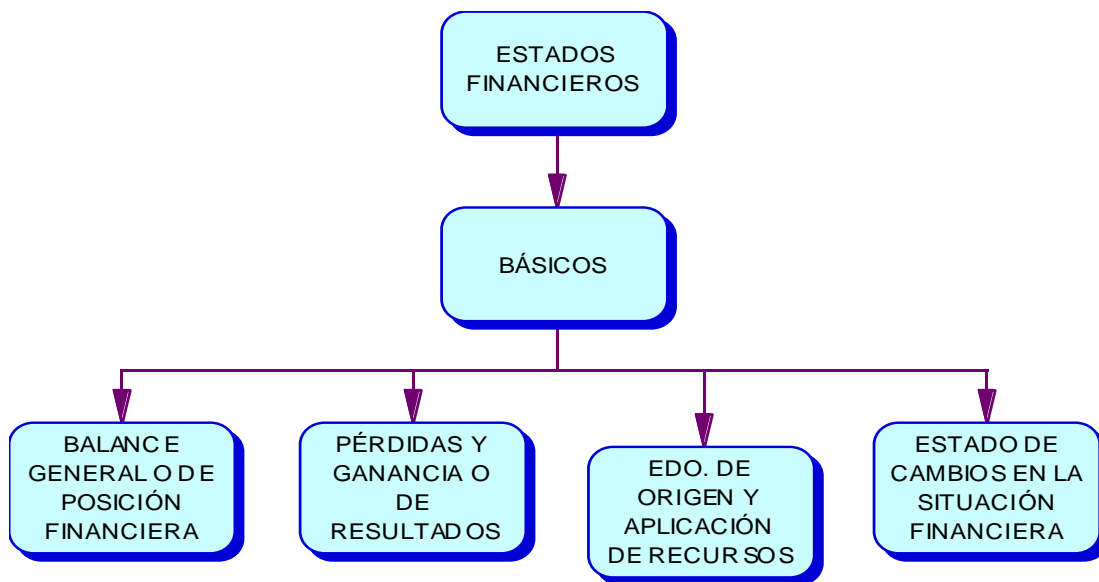 ESTADOS
FINANCIEROS
BÁSICOS
BALANCE
GENERAL O DE
POSICIÓN
FINANCIERA
PÉRDIDAS Y
GANANCIA O
DE
RESULTADOS
EDO. DE
ORIGEN Y
APLICACIÓN
DE RECURSOS
ESTADO DE
CAMBIOS EN LA
SITUACIÓN
FINANCIERA